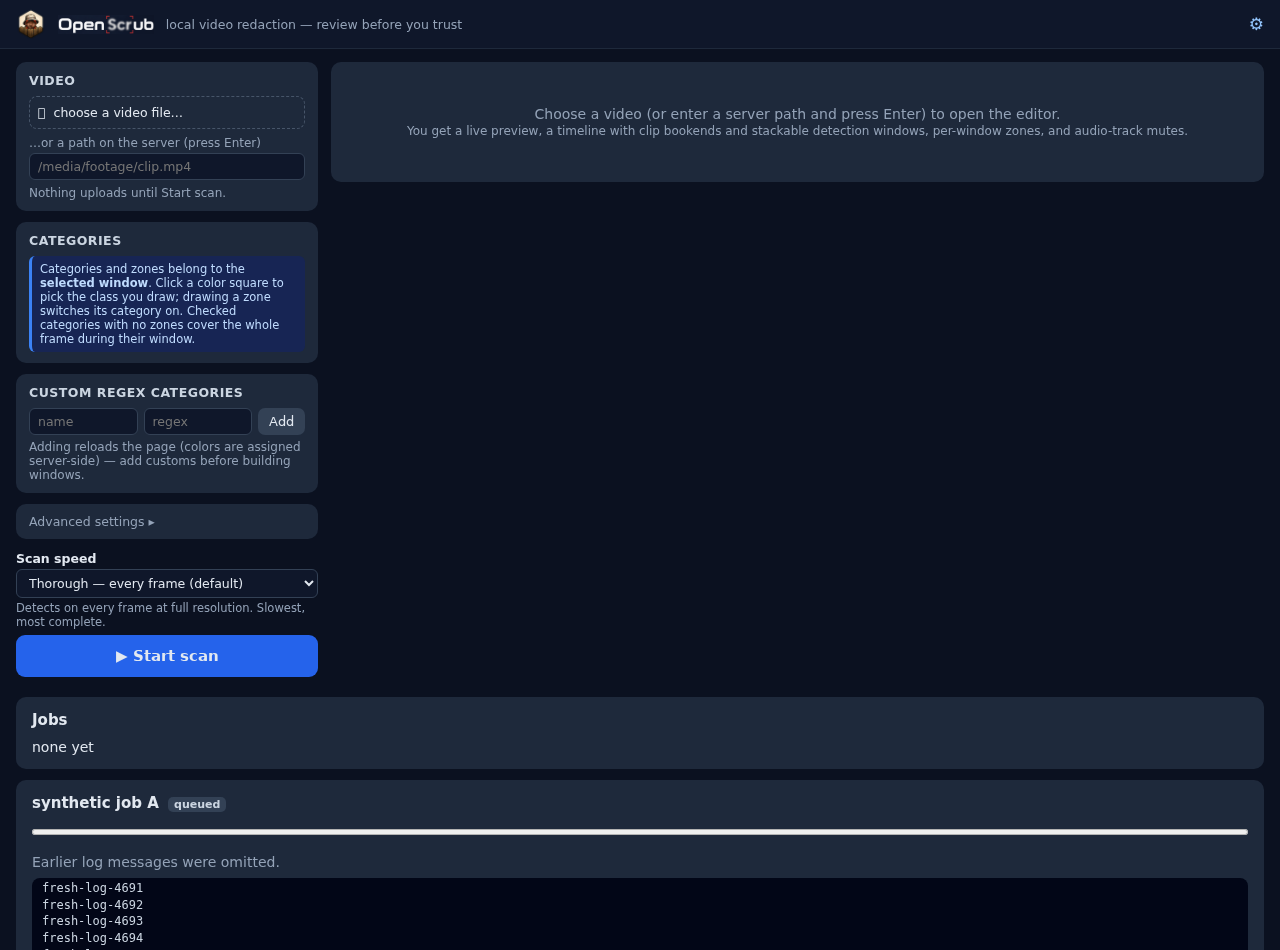 OpenScrub local video redaction — review before you trust
VIDEO
choose a video file...
...or a path on the server (press Enter)
/media/footage/clip.mp4
Nothing uploads until Start scan.
Choose a video (or enter a server path and press Enter) to open the editor.
You get a live preview, a timeline with clip bookends and stackable detection windows, per-window zones, and audio-track mutes.
CATEGORIES
Categories and zones belong to the
selected window. Click a color square to
pick the class you draw; drawing a zone
switches its category on. Checked
categories with no zones cover the whole
frame during their window.
CUSTOM REGEX CATEGORIES
name regex Add
Adding reloads the page (colors are assigned
server-side) — add customs before building
windows.
Advanced settings ▸
Scan speed
Thorough — every frame (default)
Detects on every frame at full resolution. Slowest,
most complete.
▶ Start scan
Jobs
none yet
synthetic job A queued
Earlier log messages were omitted.
fresh-log-4691
fresh-log-4692
fresh-log-4693
fresh-log-4694